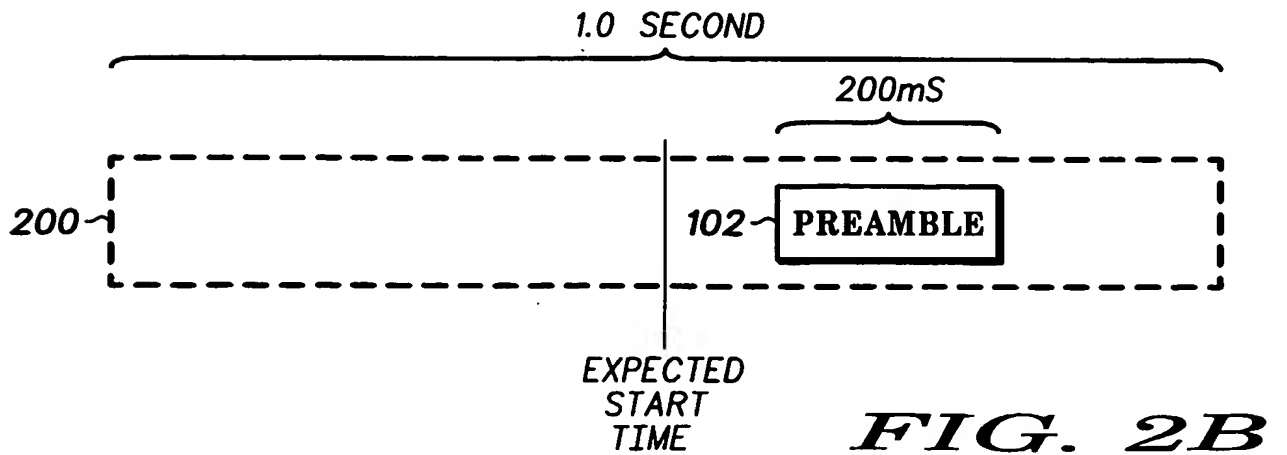 1.0 SECOND
200mS
200
102
PREAMBLE
EXPECTED
START
TIME
FIG. 2B